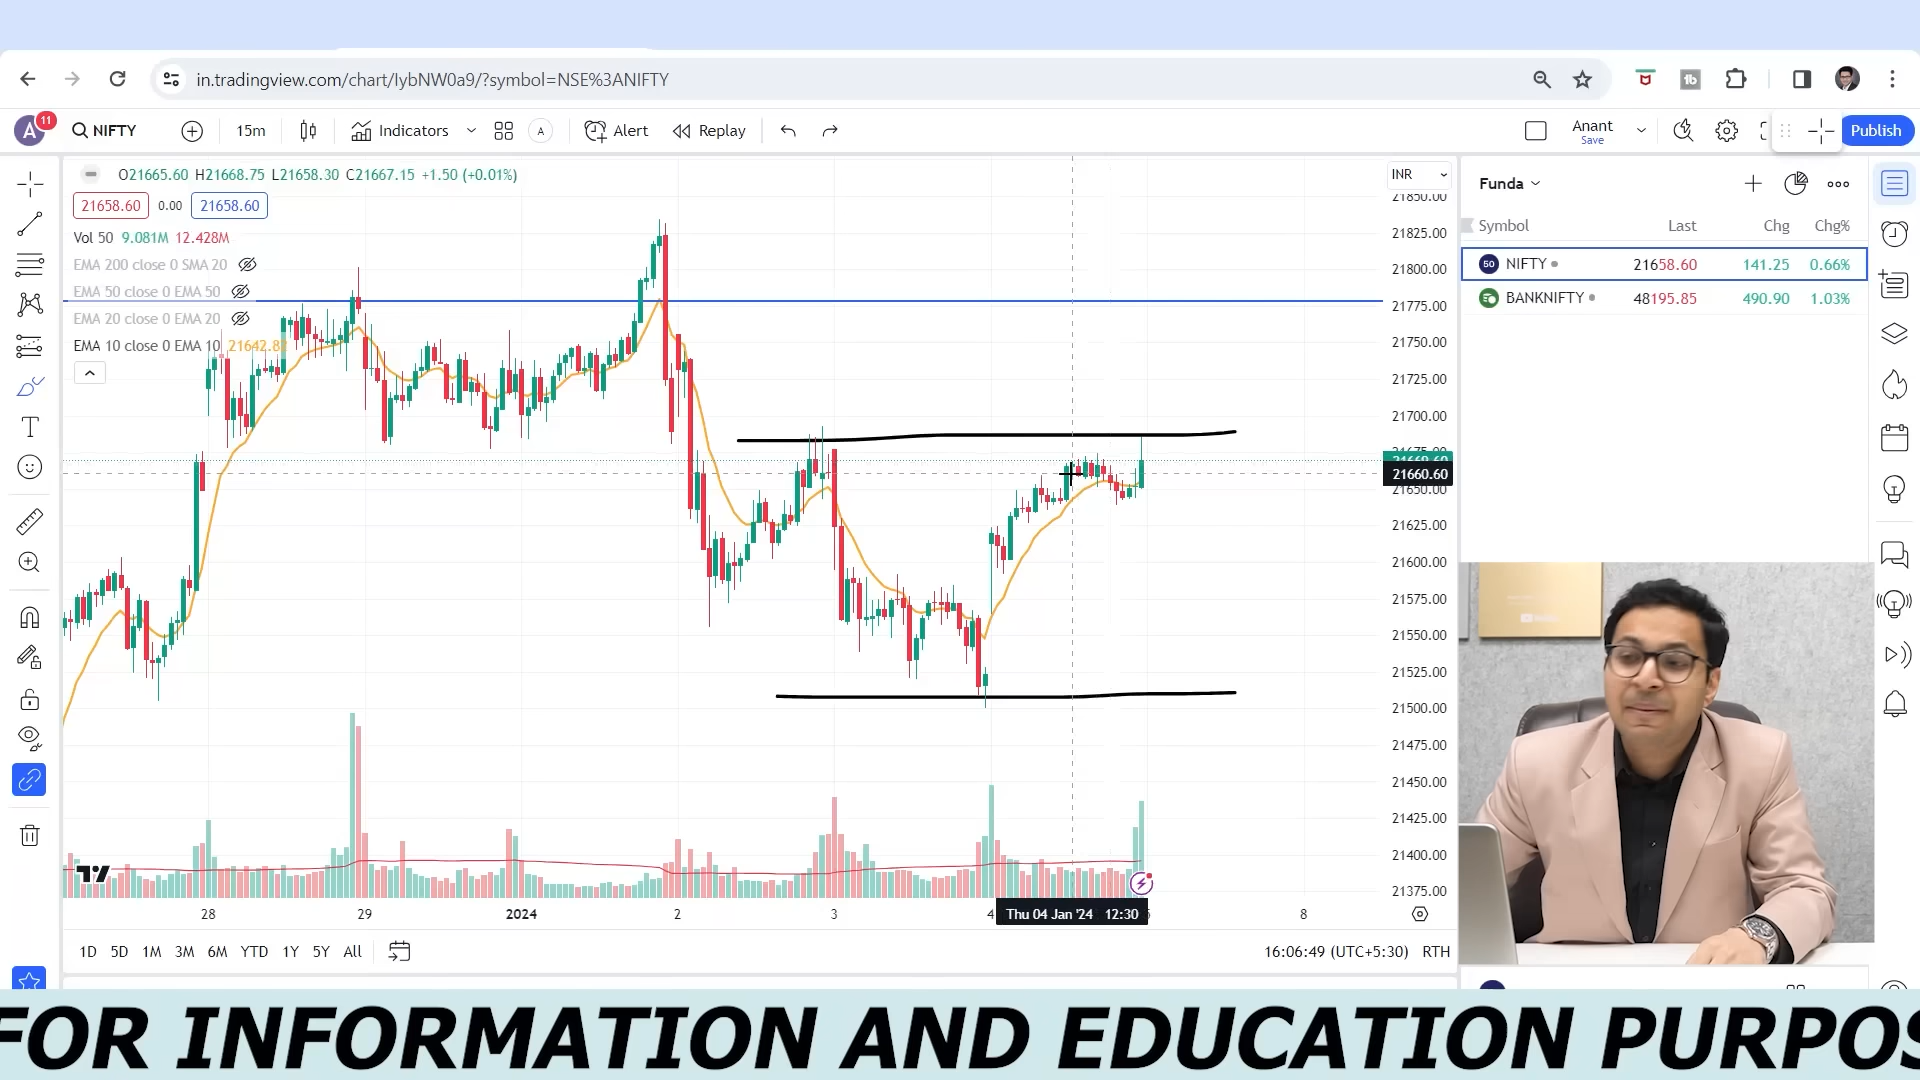 in.tradingview.com/chart/IybNW0a9/?symbol=NSE%3ANIFTY
A 11 NIFTY 15m Indicators A Alert Replay Anant Save Publish
O21665.60 H21668.75 L21658.30 C21667.15 +1.50 (+0.01%)
21658.60 0.00 21658.60
Vol 50 9.081M 12.428M
EMA 200 close 0 SMA 20
EMA 50 close 0 EMA 50
EMA 20 close 0 EMA 20
EMA 10 close 0 EMA 10
INR
21850.00
21825.00
21800.00
21775.00
21750.00
21725.00
21700.00
21660.60
21650.00
21625.00
21600.00
21575.00
21550.00
21525.00
21500.00
21475.00
21450.00
21425.00
21400.00
21375.00
28 29 2024 2 3 4 Thu 04 Jan '24 12:30 8
1D 5D 1M 3M 6M YTD 1Y 5Y All 16:06:49 (UTC+5:30) RTH
Funda
Symbol Last Chg Chg%
50 NIFTY 21658.60 141.25 0.66%
BANKNIFTY 48195.85 490.90 1.03%
FOR INFORMATION AND EDUCATION PURPOS